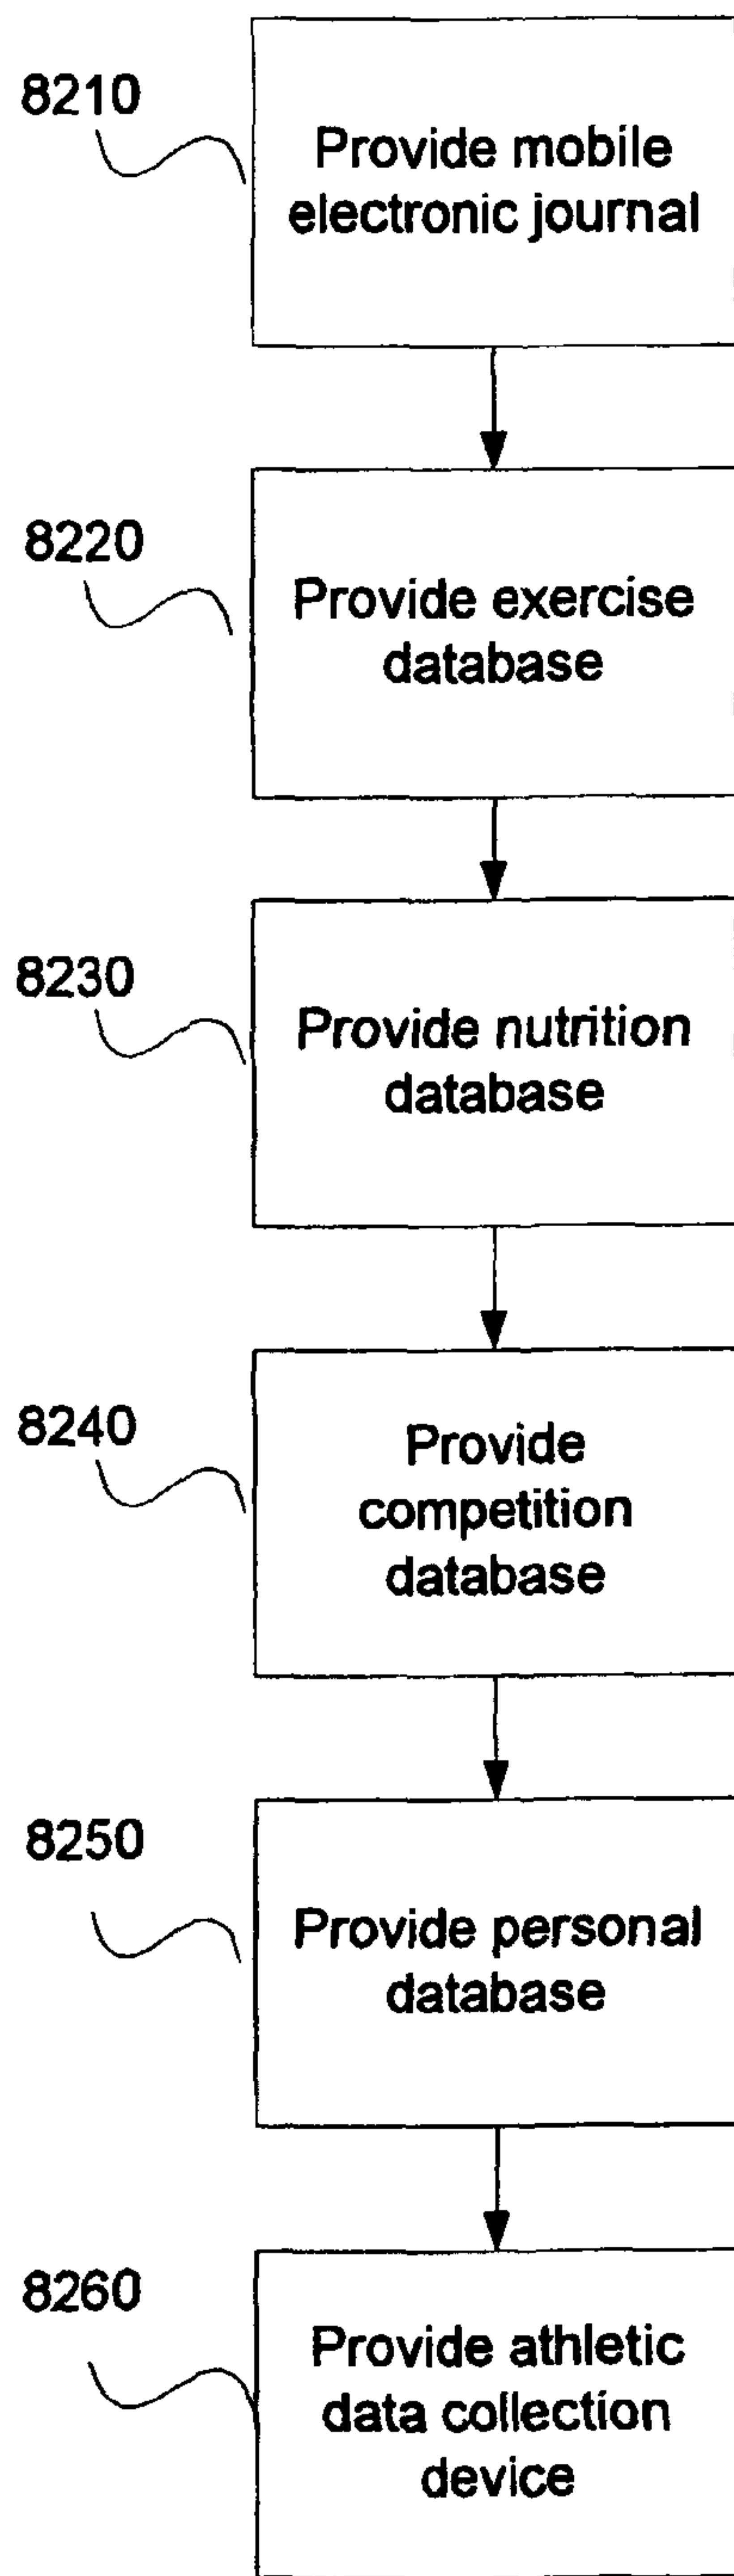 8210
Provide mobile
electronic journal
8220
Provide exercise
database
8230
Provide nutrition
database
8240
Provide
competition
database
8250
Provide personal
database
8260
Provide athletic
data collection
device